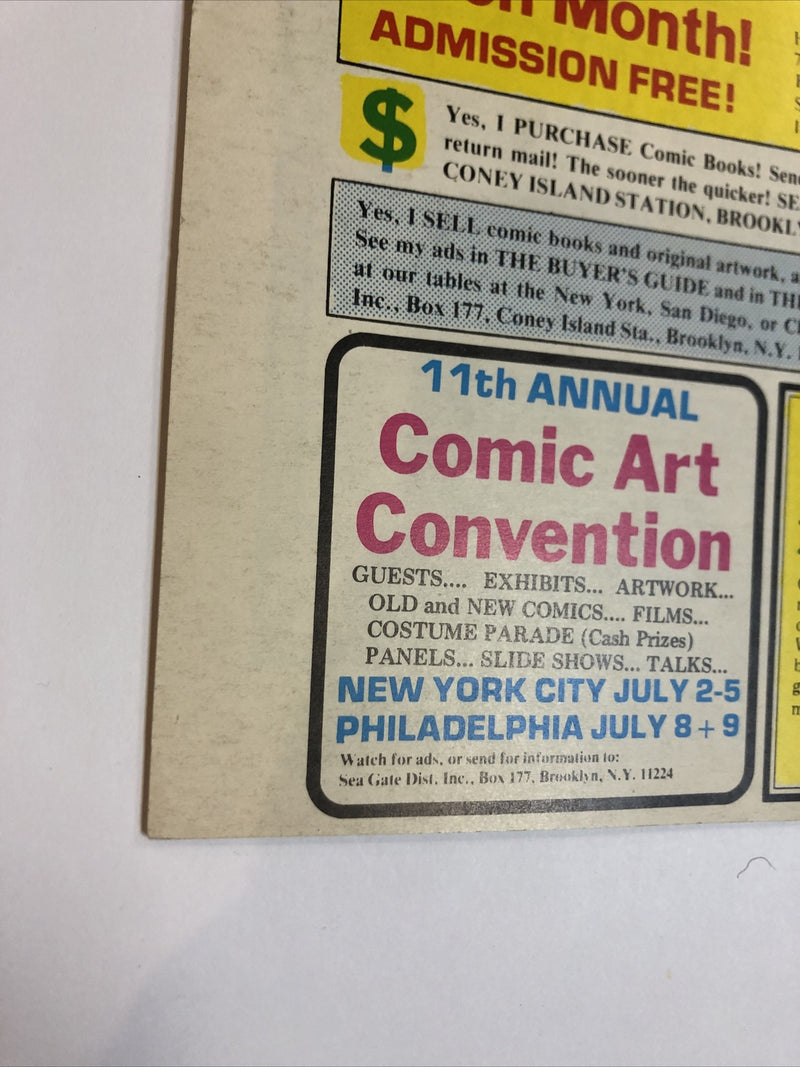 on Month!
ADMISSION FREE!
$
Yes, I PURCHASE Comic Books! Send
return mail! The sooner the quicker! SE
CONEY ISLAND STATION, BROOKLY
Yes, I SELL comic books and original artwork, a
See my ads in THE BUYER'S GUIDE and in TH
at our tables at the New York, San Diego, or C
Inc., Box 177, Coney Island Sta., Brooklyn, N.Y.
11th ANNUAL
Comic Art
Convention
GUESTS.... EXHIBITS... ARTWORK...
OLD and NEW COMICS.... FILMS...
COSTUME PARADE (Cash Prizes)
PANELS... SLIDE SHOWS... TALKS...
NEW YORK CITY JULY 2-5
PHILADELPHIA JULY 8 + 9
Watch for ads, or send for information to:
Sea Gate Dist. Inc., Box 177, Brooklyn, N.Y. 11224